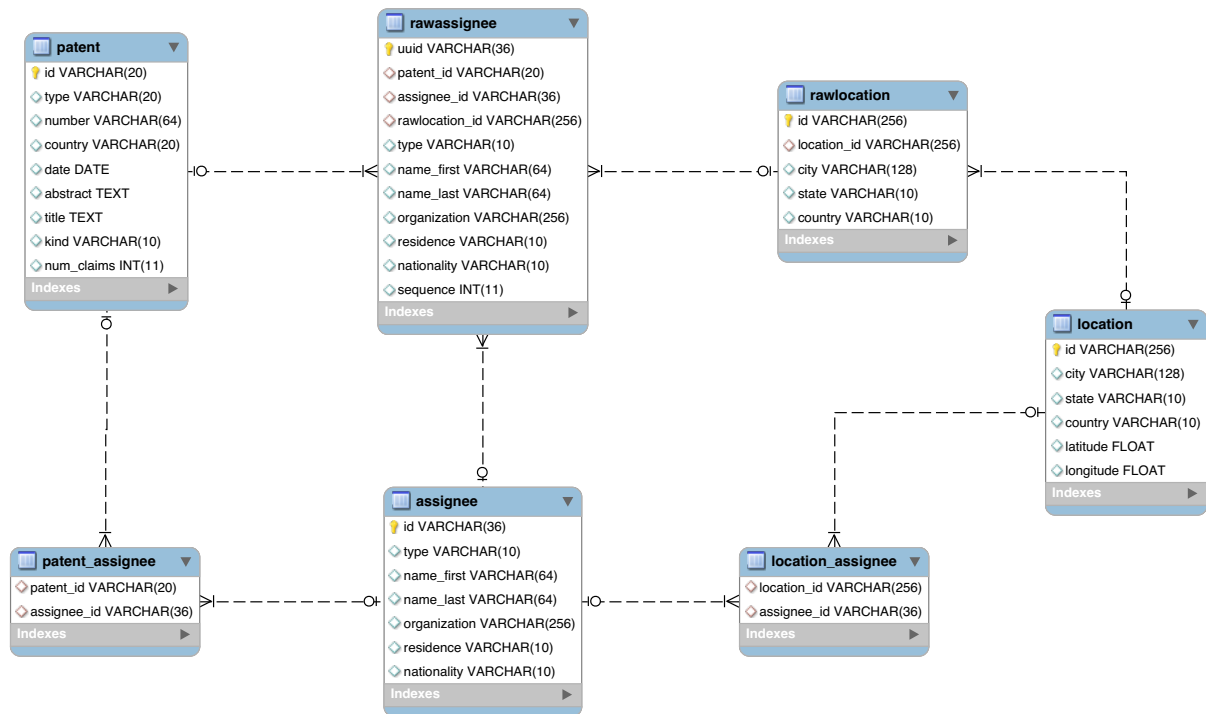 patent
id VARCHAR(20)
type VARCHAR(20)
number VARCHAR(64)
country VARCHAR(20)
date DATE
abstract TEXT
title TEXT
kind VARCHAR(10)
num_claims INT(11)
Indexes
rawassignee
uuid VARCHAR(36)
patent_id VARCHAR(20)
assignee_id VARCHAR(36)
rawlocation_id VARCHAR(256)
type VARCHAR(10)
name_first VARCHAR(64)
name_last VARCHAR(64)
organization VARCHAR(256)
residence VARCHAR(10)
nationality VARCHAR(10)
sequence INT(11)
Indexes
rawlocation
id VARCHAR(256)
location_id VARCHAR(256)
city VARCHAR(128)
state VARCHAR(10)
country VARCHAR(10)
Indexes
location
id VARCHAR(256)
city VARCHAR(128)
state VARCHAR(10)
country VARCHAR(10)
latitude FLOAT
longitude FLOAT
Indexes
patent_assignee
patent_id VARCHAR(20)
assignee_id VARCHAR(36)
Indexes
assignee
id VARCHAR(36)
type VARCHAR(10)
name_first VARCHAR(64)
name_last VARCHAR(64)
organization VARCHAR(256)
residence VARCHAR(10)
nationality VARCHAR(10)
Indexes
location_assignee
location_id VARCHAR(256)
assignee_id VARCHAR(36)
Indexes